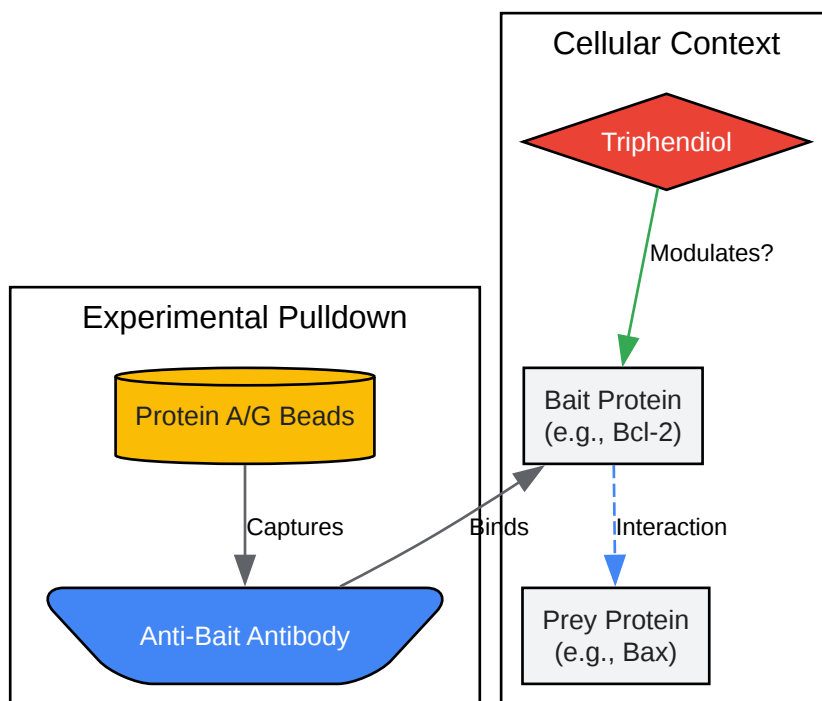 Cellular Context
Triphendiol
Modulates?
Experimental Pulldown
Protein A/G Beads
Bait Protein
(e.g., Bcl-2)
Captures
Binds
Interaction
Anti-Bait Antibody
Prey Protein
(e.g., Bax)